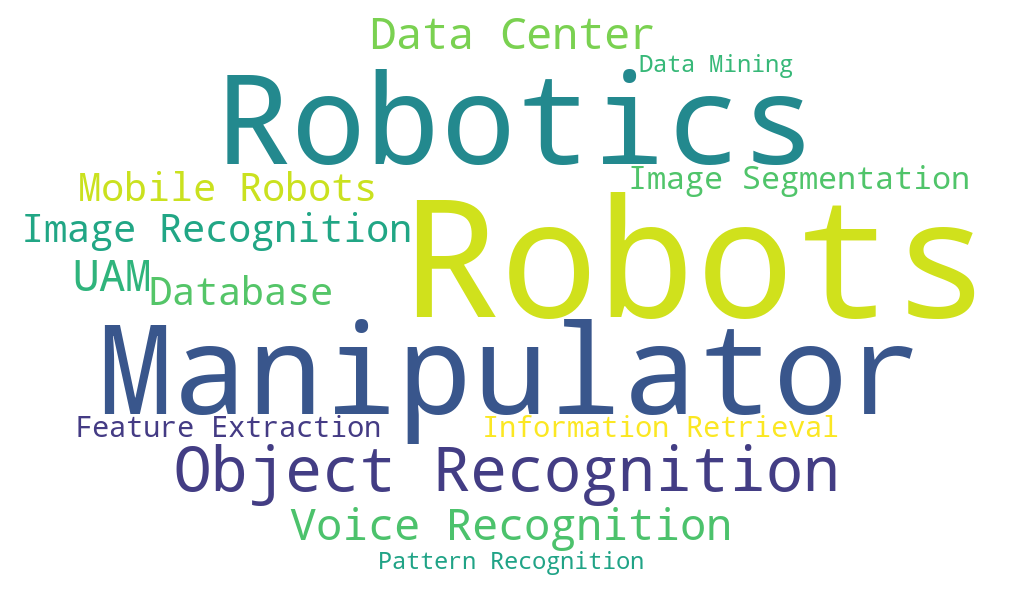 Data Center
Data Mining
Robotics
Mobile Robots
Image Segmentation
Image Recognition
Robots
UAM
Database
Manipulator
Feature Extraction
Information Retrieval
Object Recognition
Voice Recognition
Pattern Recognition